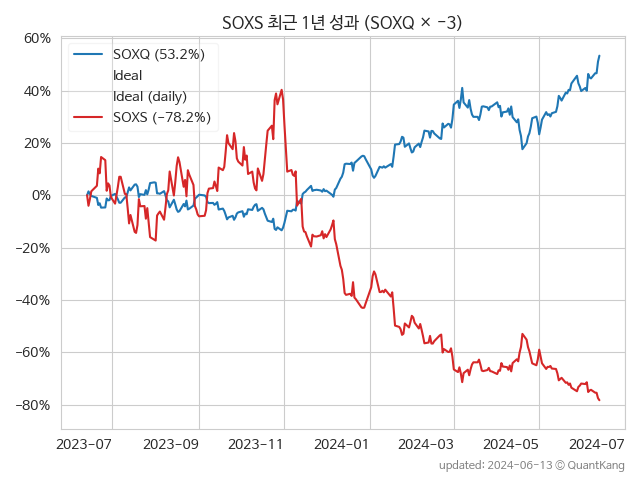 SOXS 최근 1년 성과 (SOXQ × −3)
60%
40%
20%
0%
−20%
−40%
−60%
−80%
SOXQ (53.2%)
Ideal
Ideal (daily)
SOXS (−78.2%)
2023-07
2023-09
2023-11
2024-01
2024-03
2024-05
2024-07
updated: 2024-06-13 © QuantKang